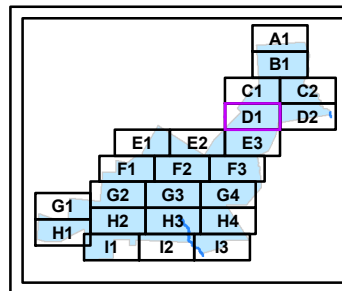 A1
B1
C1 C2
D1 D2
E1 E2 E3
F1 F2 F3
G1 G2 G3 G4
H1 H2 H3 H4
I1 I2 I3